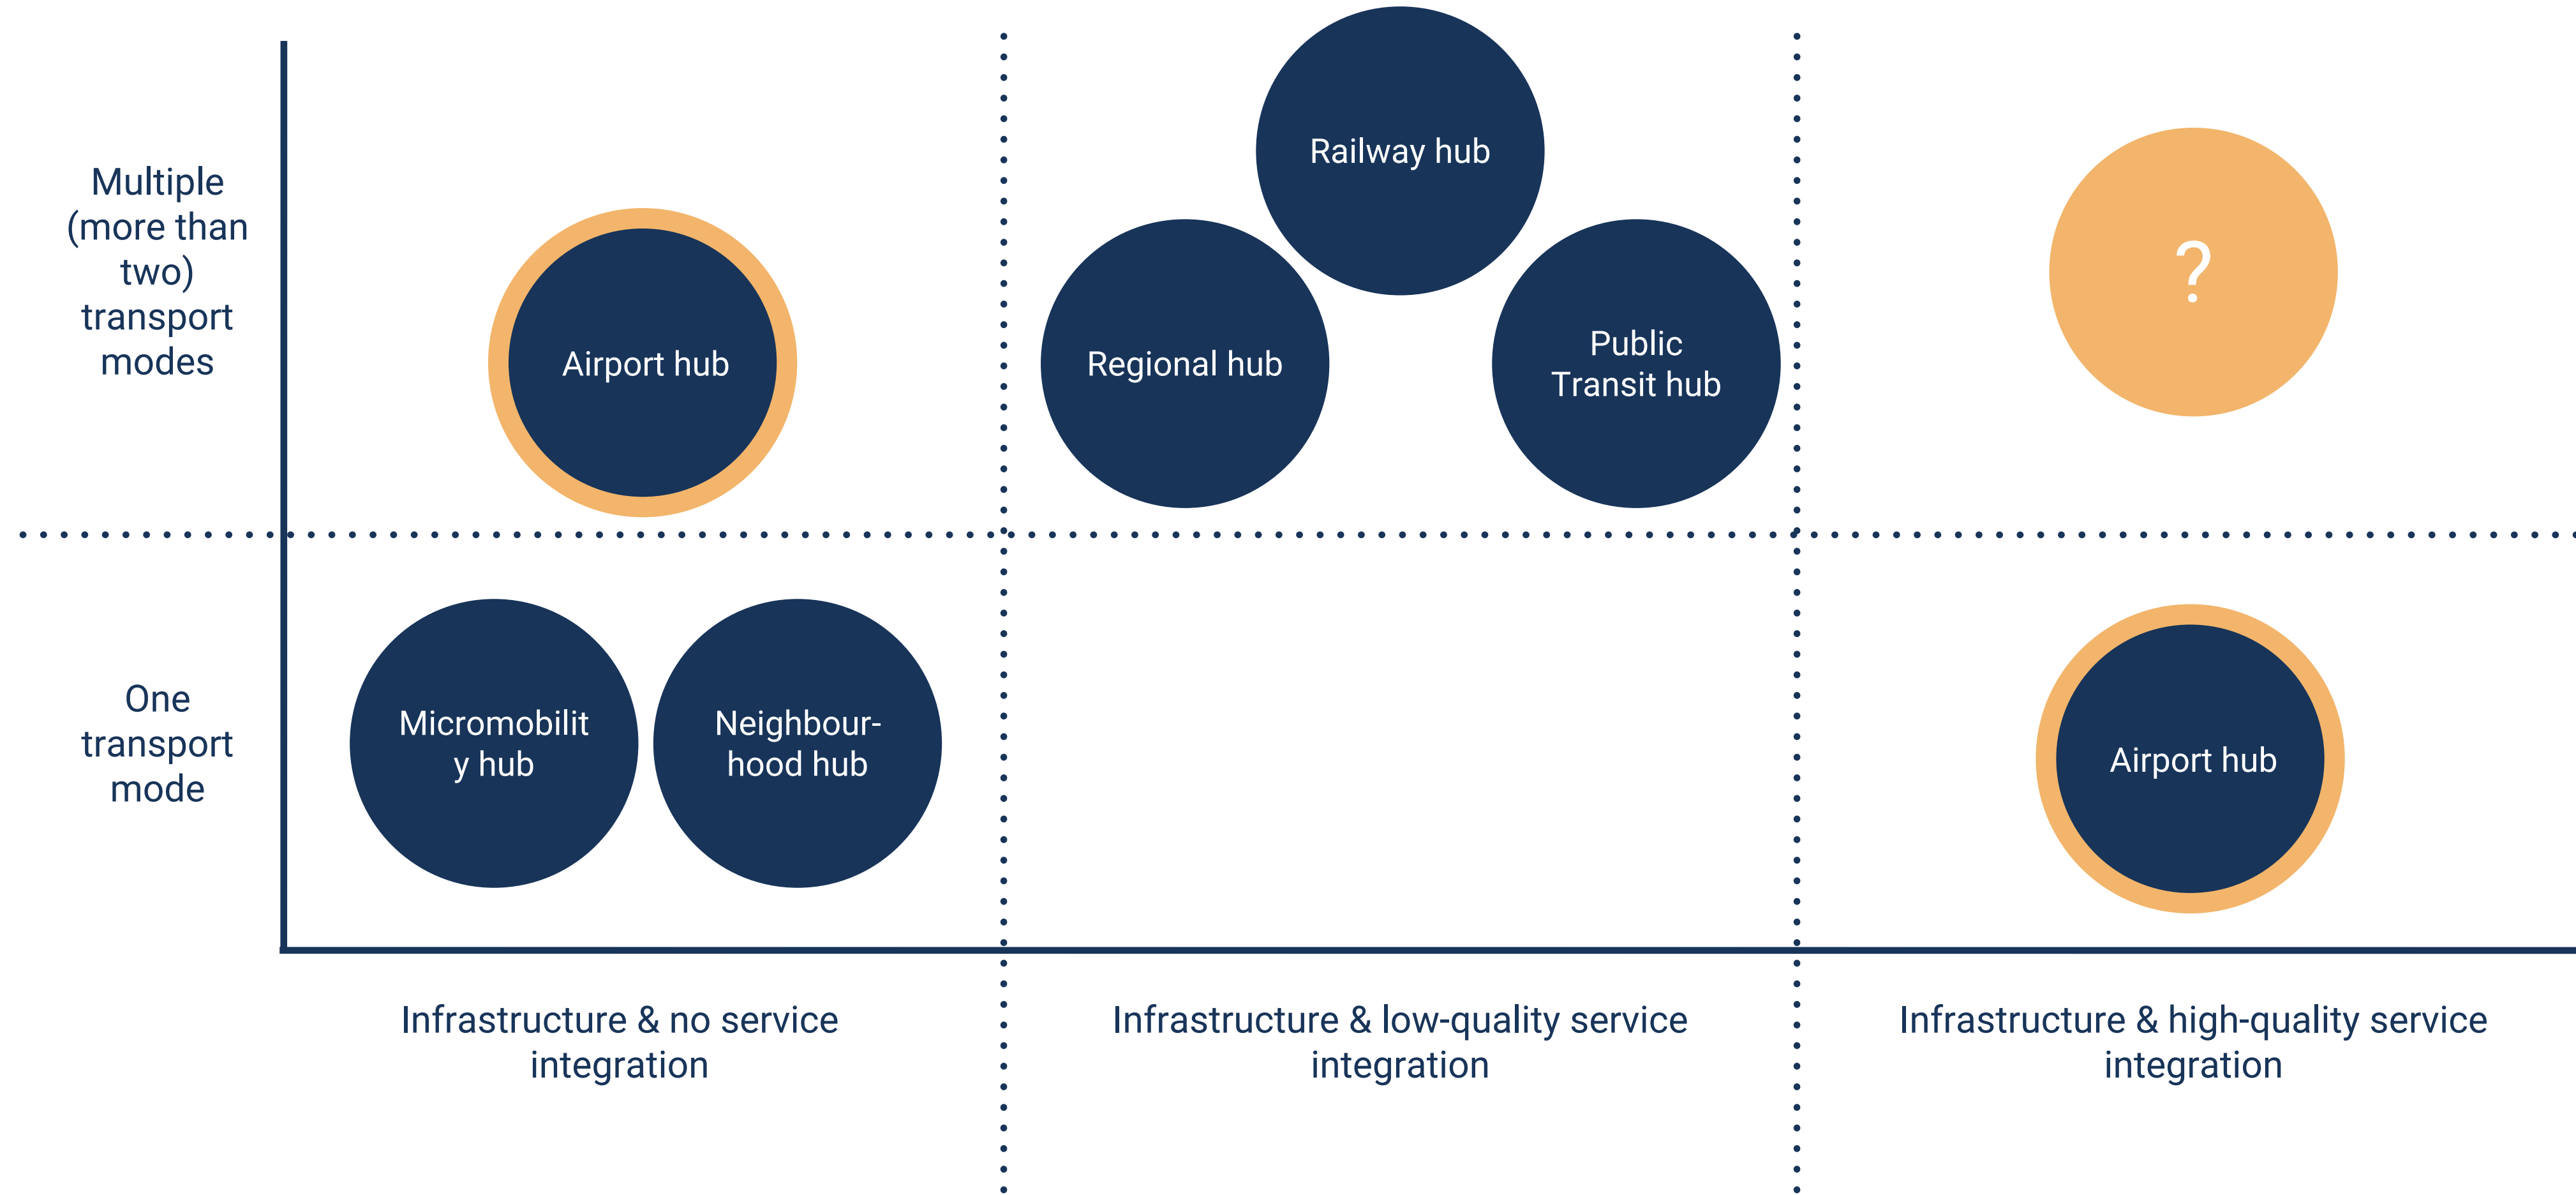 Multiple
(more than
two)
transport
modes
Airport hub
Railway hub
Regional hub
Public
Transit hub
?
One
transport
mode
Micromobilit
y hub
Neighbour-
hood hub
Airport hub
Infrastructure & no service
integration
Infrastructure & low-quality service
integration
Infrastructure & high-quality service
integration